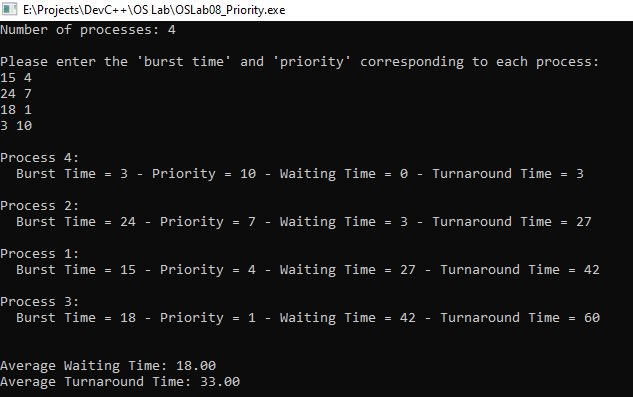 E:\Projects\DevC++\OS Lab\OSLab08_Priority.exe
Number of processes: 4
Please enter the 'burst time' and 'priority' corresponding to each process:
15 4
24 7
18 1
3 10
Process 4:
Burst Time = 3 - Priority = 10 - Waiting Time = 0 - Turnaround Time = 3
Process 2:
Burst Time = 24 - Priority = 7 - Waiting Time = 3 - Turnaround Time = 27
Process 1:
Burst Time = 15 - Priority = 4 - Waiting Time = 27 - Turnaround Time = 42
Process 3:
Burst Time = 18 - Priority = 1 - Waiting Time = 42 - Turnaround Time = 60
Average Waiting Time: 18.00
Average Turnaround Time: 33.00